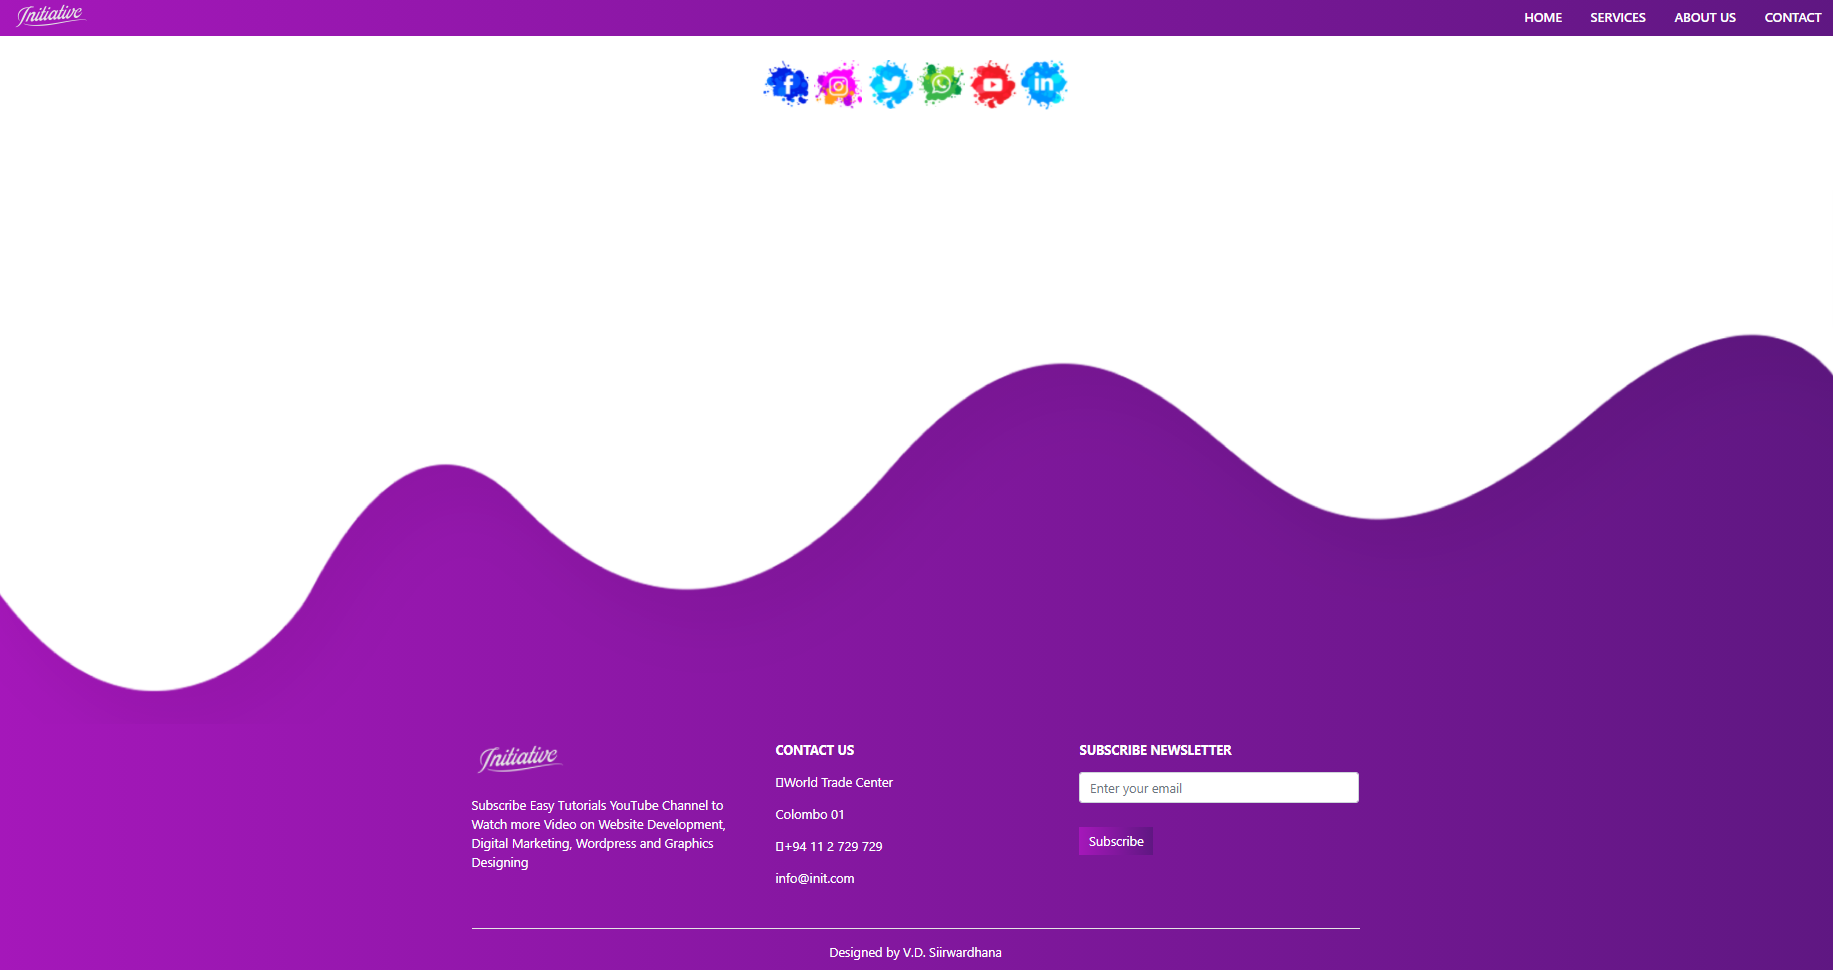 Initiative
HOME SERVICES ABOUT US CONTACT
Initiative
Subscribe Easy Tutorials YouTube Channel to
Watch more Video on Website Development,
Digital Marketing, Wordpress and Graphics
Designing
CONTACT US
World Trade Center
Colombo 01
+94 11 2 729 729
info@init.com
SUBSCRIBE NEWSLETTER
Enter your email
Subscribe
Designed by V.D. Siirwardhana